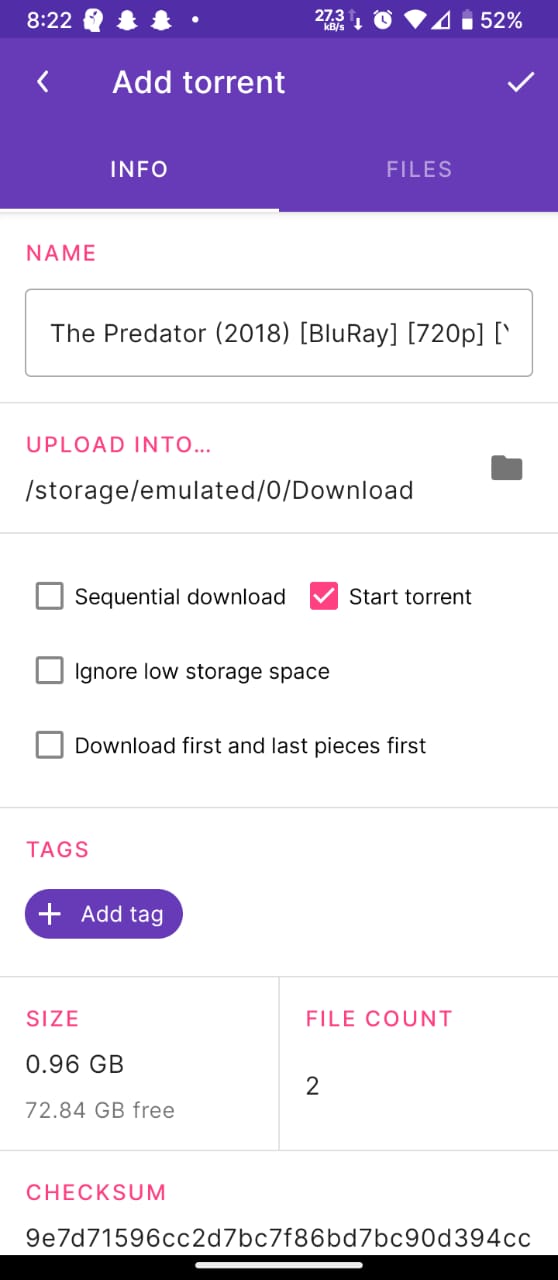 8:22 27.3 kB/s 52%
Add torrent
INFO FILES
NAME
The Predator (2018) [BluRay] [720p] [
UPLOAD INTO...
/storage/emulated/0/Download
Sequential download Start torrent
Ignore low storage space
Download first and last pieces first
TAGS
+ Add tag
SIZE FILE COUNT
0.96 GB
2
72.84 GB free
CHECKSUM
9e7d71596cc2d7bc7f86bd7bc90d394cc